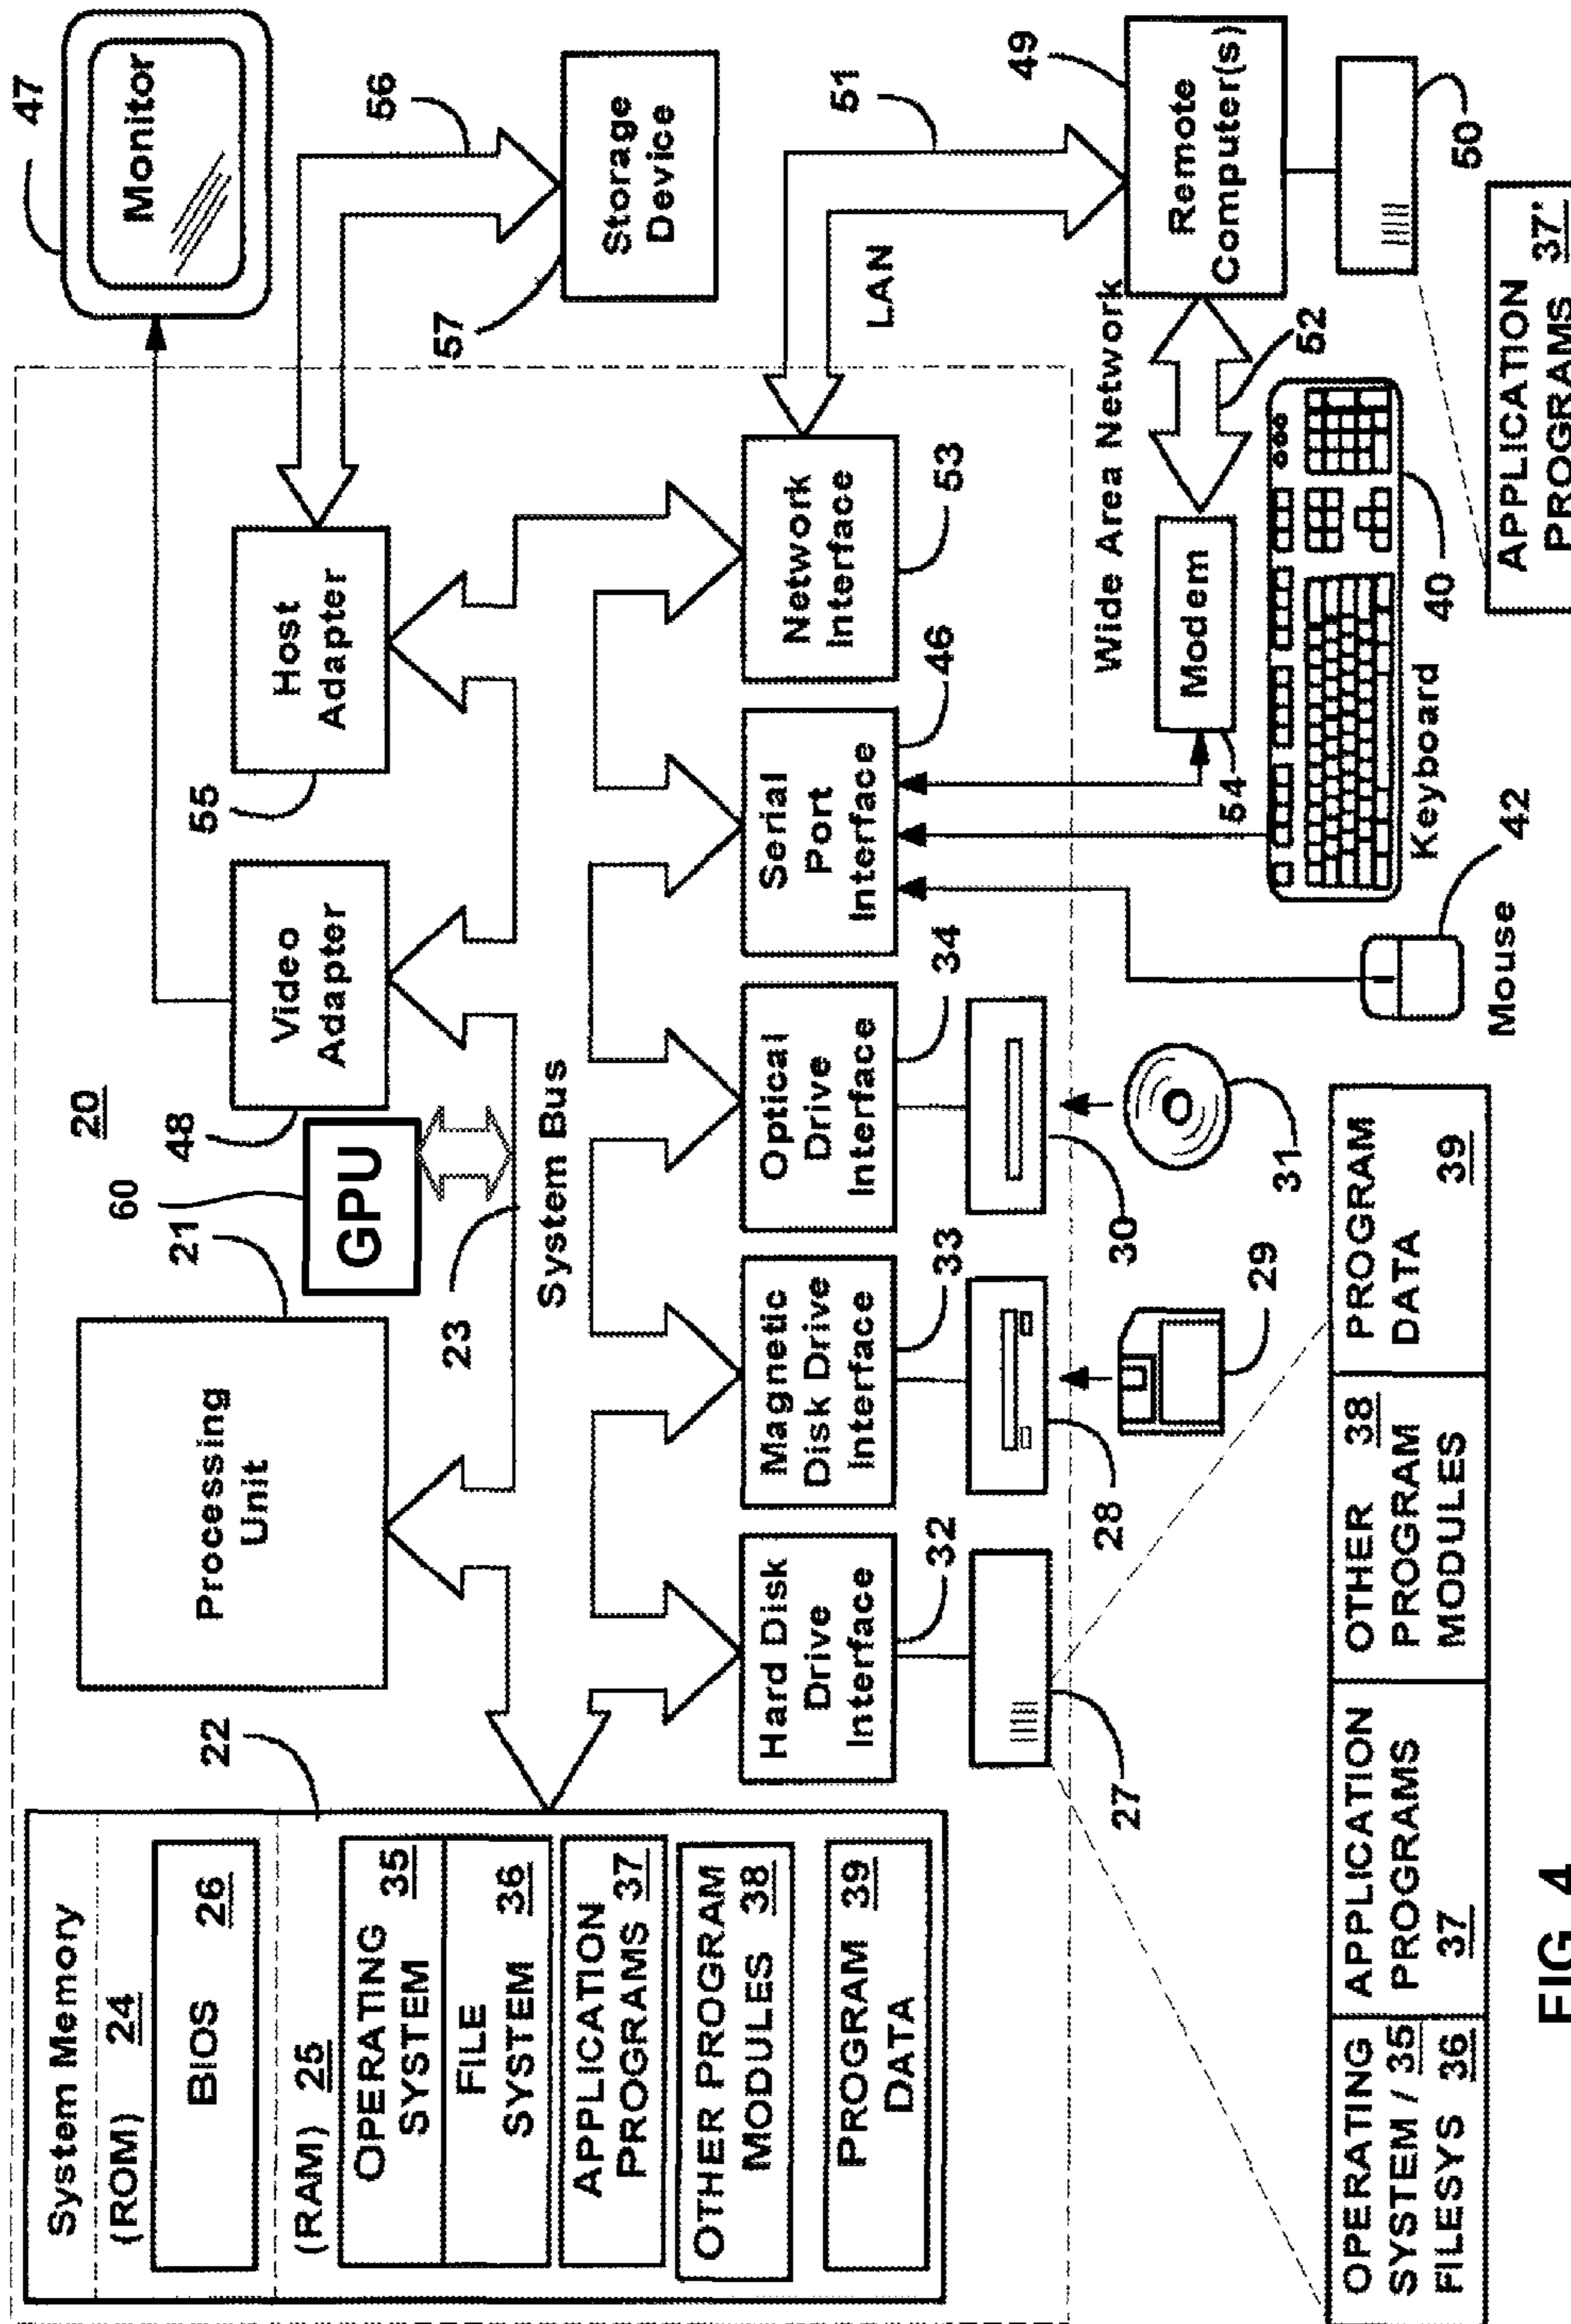 System Memory
(ROM) 24
BIOS 26
(RAM) 25
22
OPERATING
SYSTEM 35
FILE
SYSTEM 36
APPLICATION
PROGRAMS 37
OTHER PROGRAM
MODULES 38
PROGRAM 39
DATA
Processing
Unit
21
60
GPU
20
48
Video
Adapter
55
Host
Adapter
47
Monitor
56
57
Storage
Device
23
System Bus
Hard Disk
Drive
Interface
32
Magnetic
Disk Drive
Interface
33
Optical
Drive
Interface
34
Serial
Port
Interface
46
Network
Interface
53
LAN
51
49
Remote
Computer(s)
50
Wide Area Network
52
Modem
54
27
28
29
30
31
Keyboard
40
Mouse
42
OPERATING
SYSTEM / 35
FILESYS 36
APPLICATION
PROGRAMS
37
OTHER 38
PROGRAM
MODULES
PROGRAM
DATA
39
APPLICATION
PROGRAMS 37'
FIG. 4